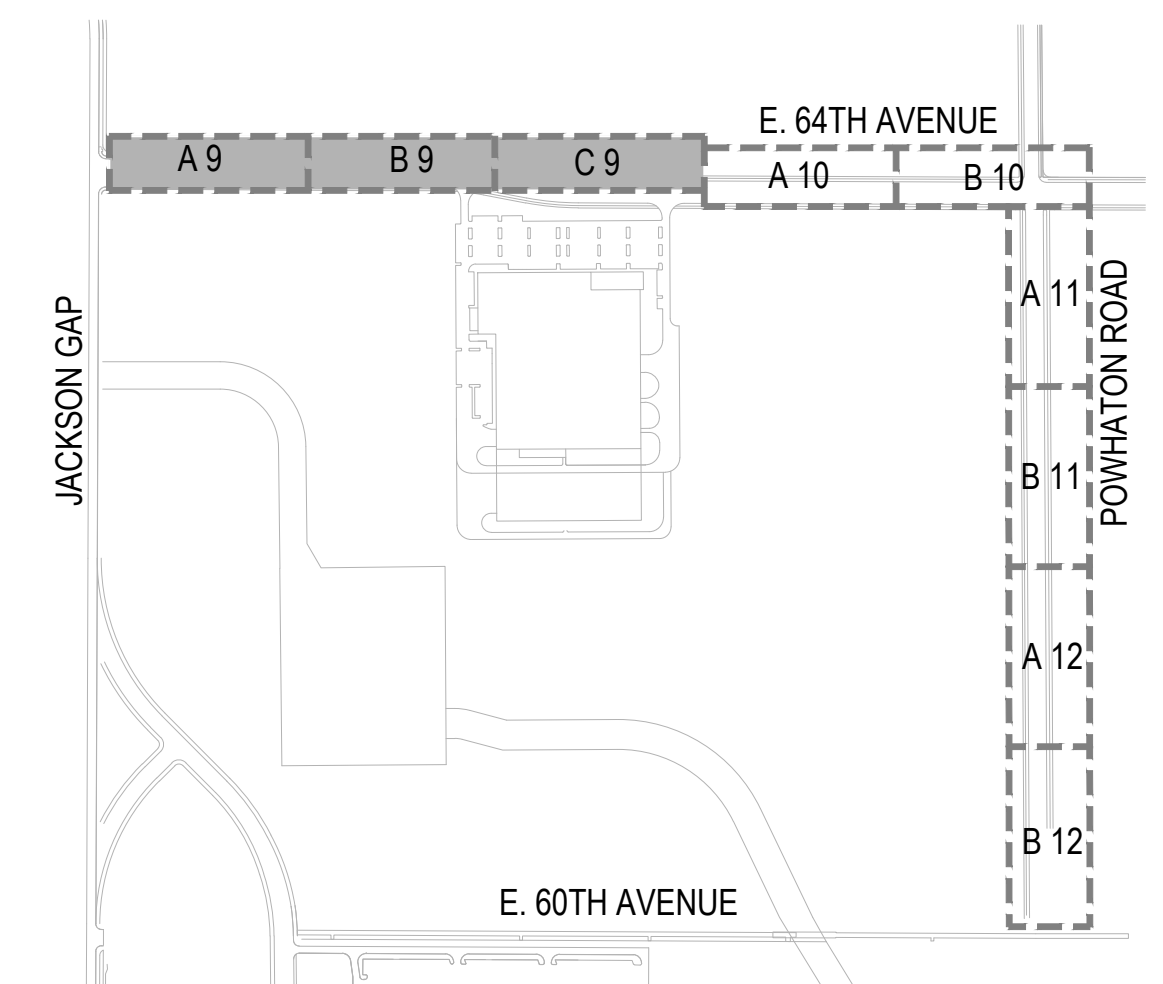 E. 64TH AVENUE
A 9
B 9
C 9
A 10
B 10
A 11
B 11
A 12
B 12
JACKSON GAP
POWHATON ROAD
E. 60TH AVENUE